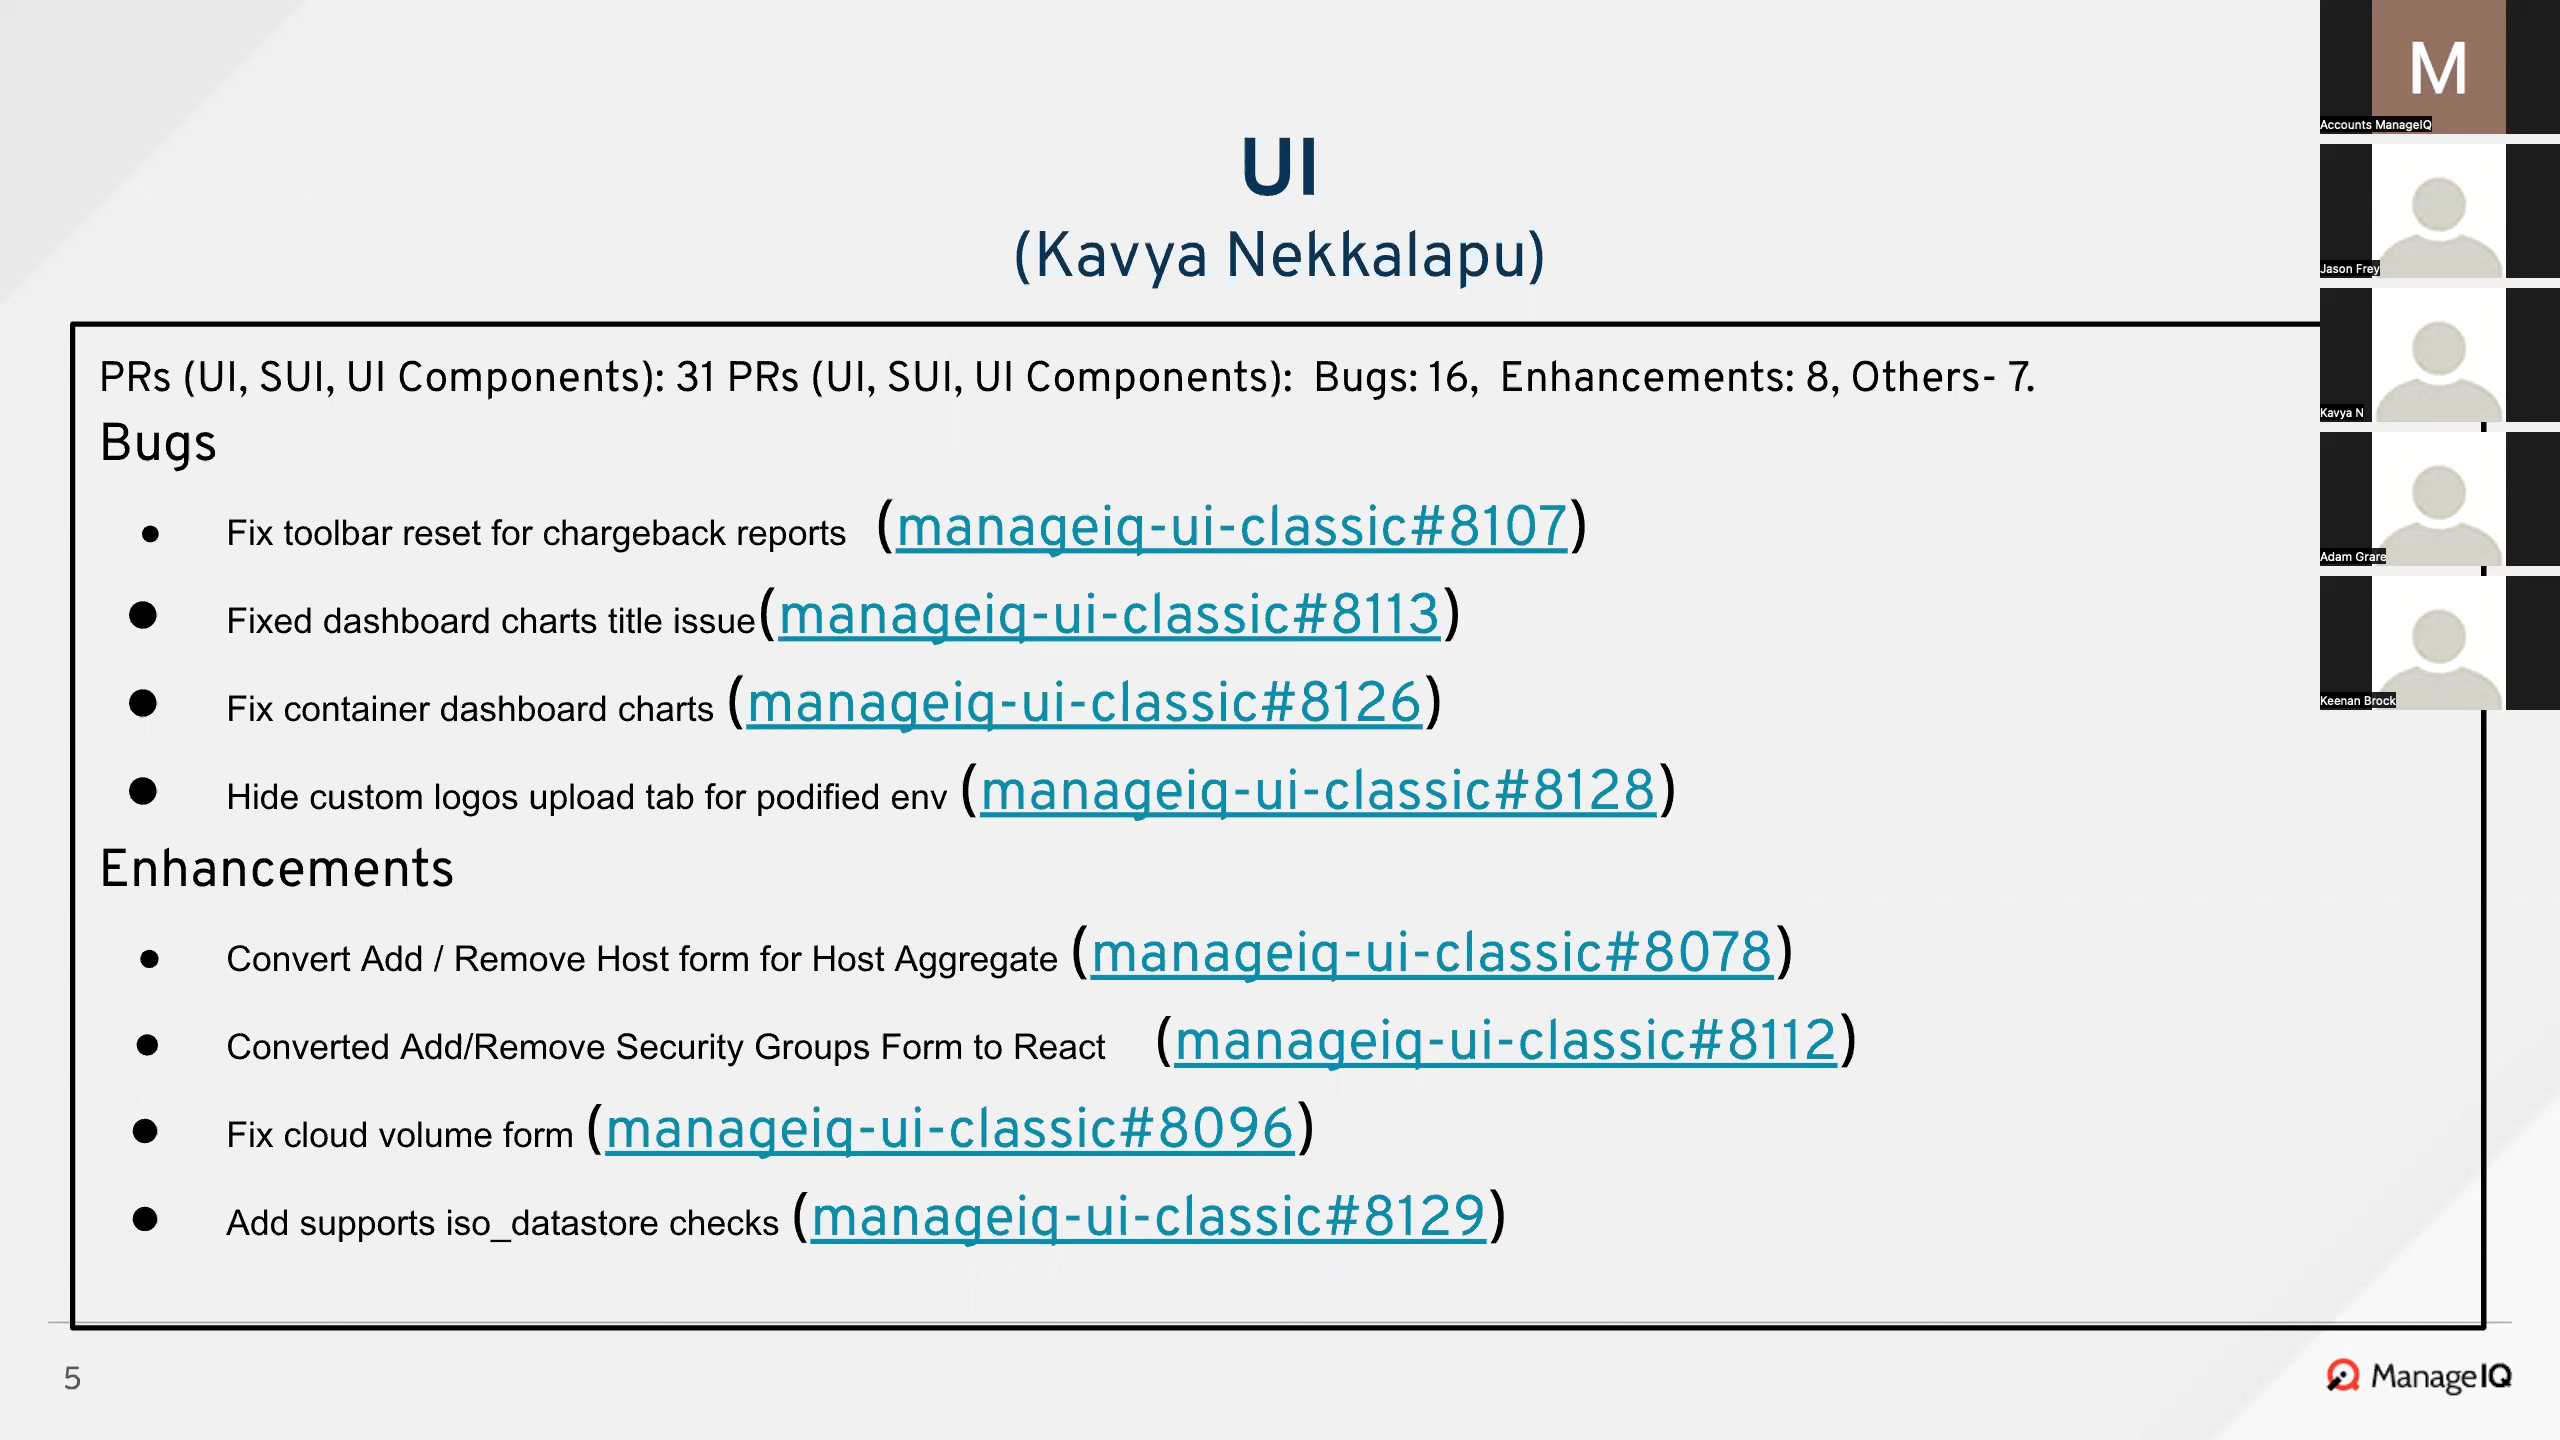 UI
(Kavya Nekkalapu)
PRs (UI, SUI, UI Components): 31 PRs (UI, SUI, UI Components): Bugs: 16, Enhancements: 8, Others- 7.
Bugs
● Fix toolbar reset for chargeback reports (manageiq-ui-classic#8107)
● Fixed dashboard charts title issue(manageiq-ui-classic#8113)
● Fix container dashboard charts (manageiq-ui-classic#8126)
● Hide custom logos upload tab for podified env (manageiq-ui-classic#8128)
Enhancements
● Convert Add / Remove Host form for Host Aggregate (manageiq-ui-classic#8078)
● Converted Add/Remove Security Groups Form to React (manageiq-ui-classic#8112)
● Fix cloud volume form (manageiq-ui-classic#8096)
● Add supports iso_datastore checks (manageiq-ui-classic#8129)
5
ManageIQ
M
Accounts ManageIQ
Jason Frey
Kavya N
Adam Grare
Keenan Brock